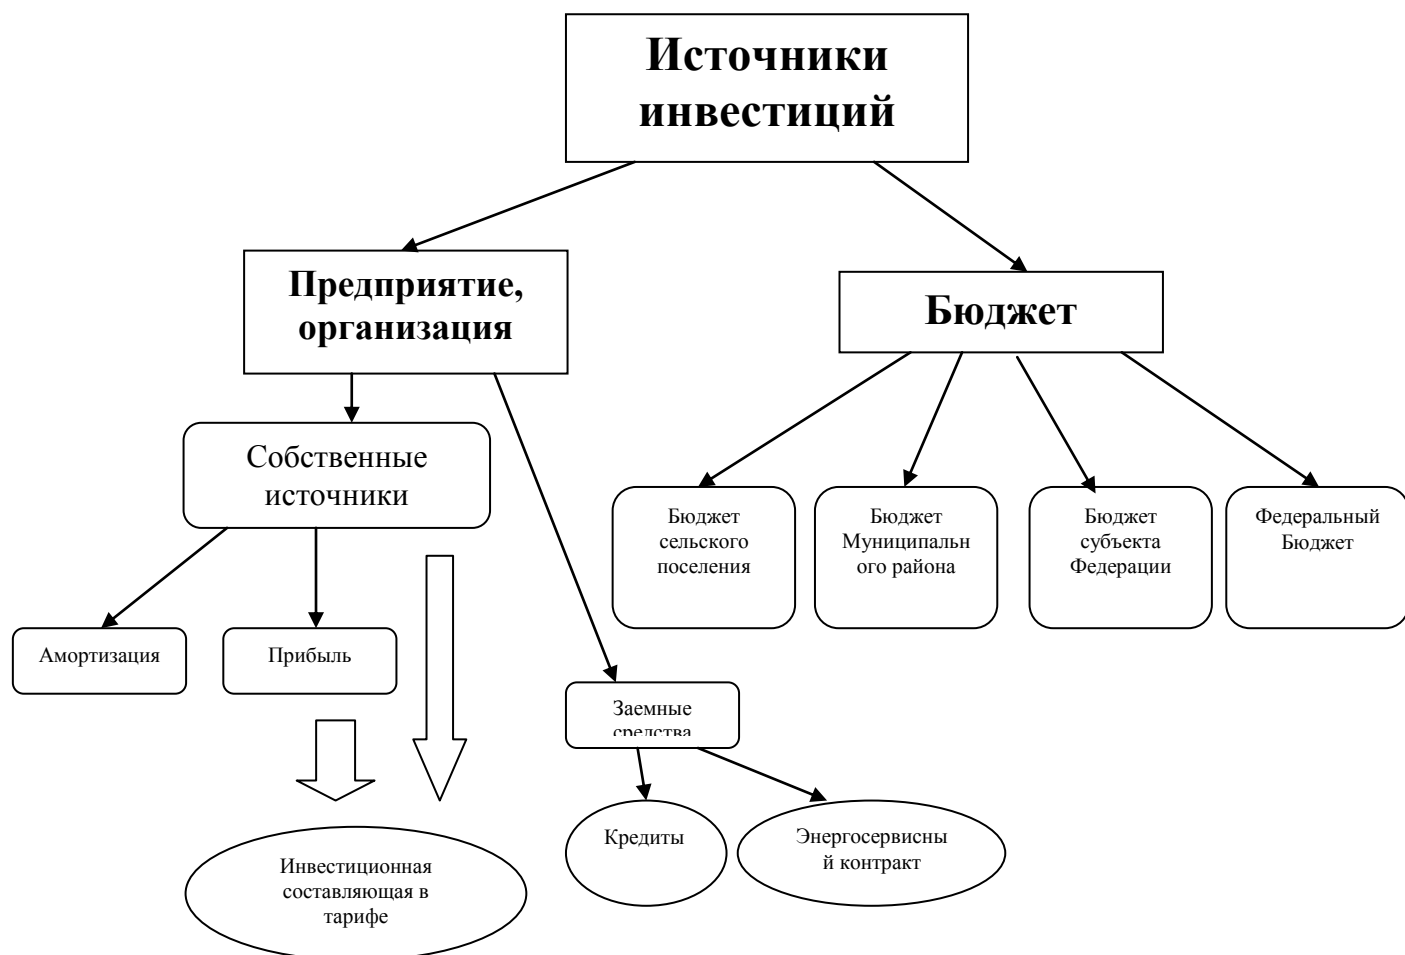 Источники
инвестиций
Предприятие,
организация
Бюджет
Собственные
источники
Бюджет
сельского
поселения
Бюджет
Муниципальн
ого района
Бюджет
субъекта
Федерации
Федеральный
Бюджет
Амортизация
Прибыль
Заемные
средства
Кредиты
Энергосервисны
й контракт
Инвестиционная
составляющая в
тарифе